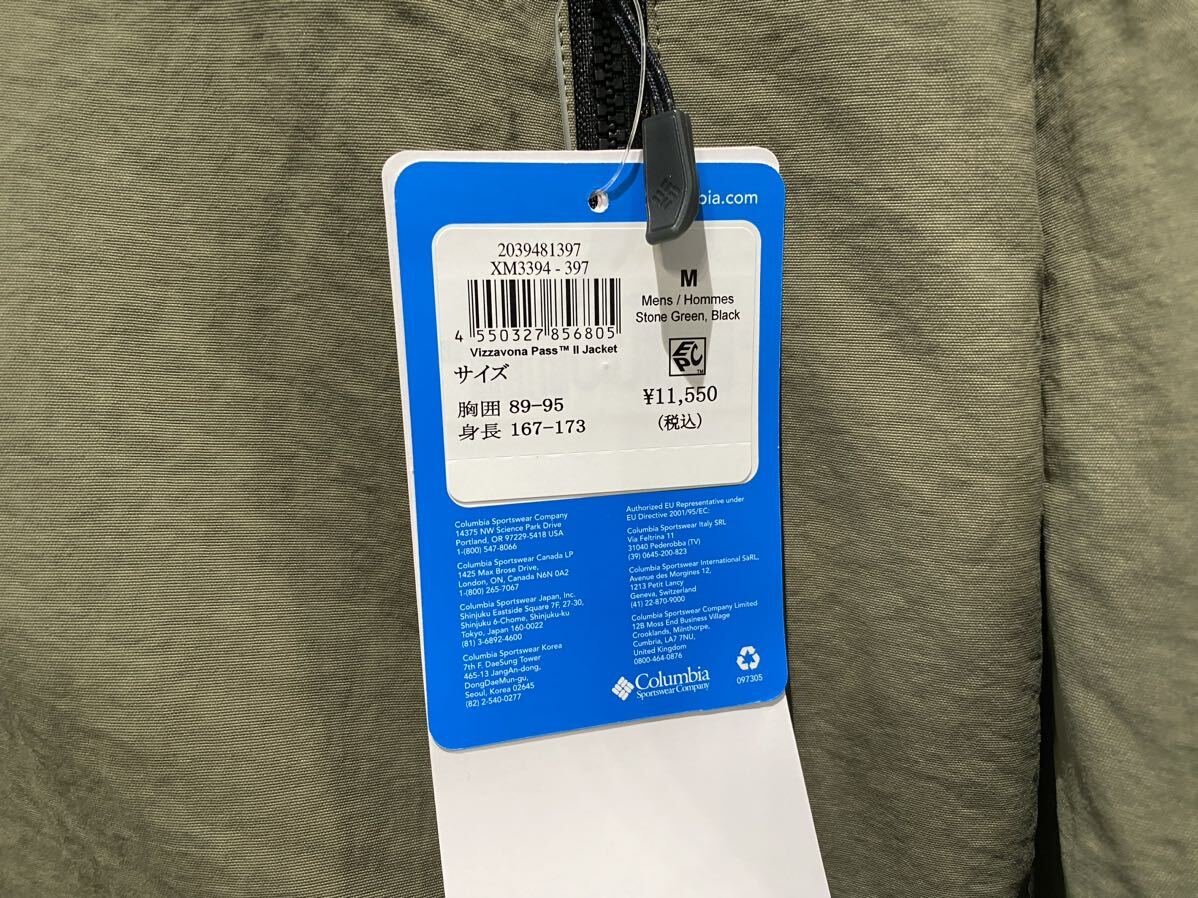 bia.com
2039481397
XM3394 - 397
4 550327 856805
Vizzavona Pass™ II Jacket
サイズ
胸囲 89-95
身長 167-173
M
Mens / Hommes
Stone Green, Black
EPC™
¥11,550
(税込)
Columbia Sportswear Company
14375 NW Science Park Drive
Portland, OR 97229-5418 USA
1-(800) 547-8066
Columbia Sportswear Canada LP
1425 Max Brose Drive,
London, ON, Canada N6N 0A2
1-(800) 265-7067
Columbia Sportswear Japan, Inc.
Shinjuku Eastside Square 7F, 27-30,
Shinjuku 6-Chome, Shinjuku-ku
Tokyo, Japan 160-0022
(81) 3-6892-4600
Columbia Sportswear Korea
7th F. DaeSung Tower
465-13 JangAn-dong,
DongDaeMun-gu,
Seoul, Korea 02645
(82) 2-540-0277
Authorized EU Representative under
EU Directive 2001/95/EC:
Columbia Sportswear Italy SRL
Via Feltrina 11
31040 Pederobba (TV)
(39) 0645-200-823
Columbia Sportswear International SaRL,
Avenue des Morgines 12,
1213 Petit Lancy
Geneva, Switzerland
(41) 22-870-9000
Columbia Sportswear Company Limited
12B Moss End Business Village
Crooklands, Milnthorpe,
Cumbria, LA7 7NU,
United Kingdom
0800-464-0876
Columbia
Sportswear Company
097305